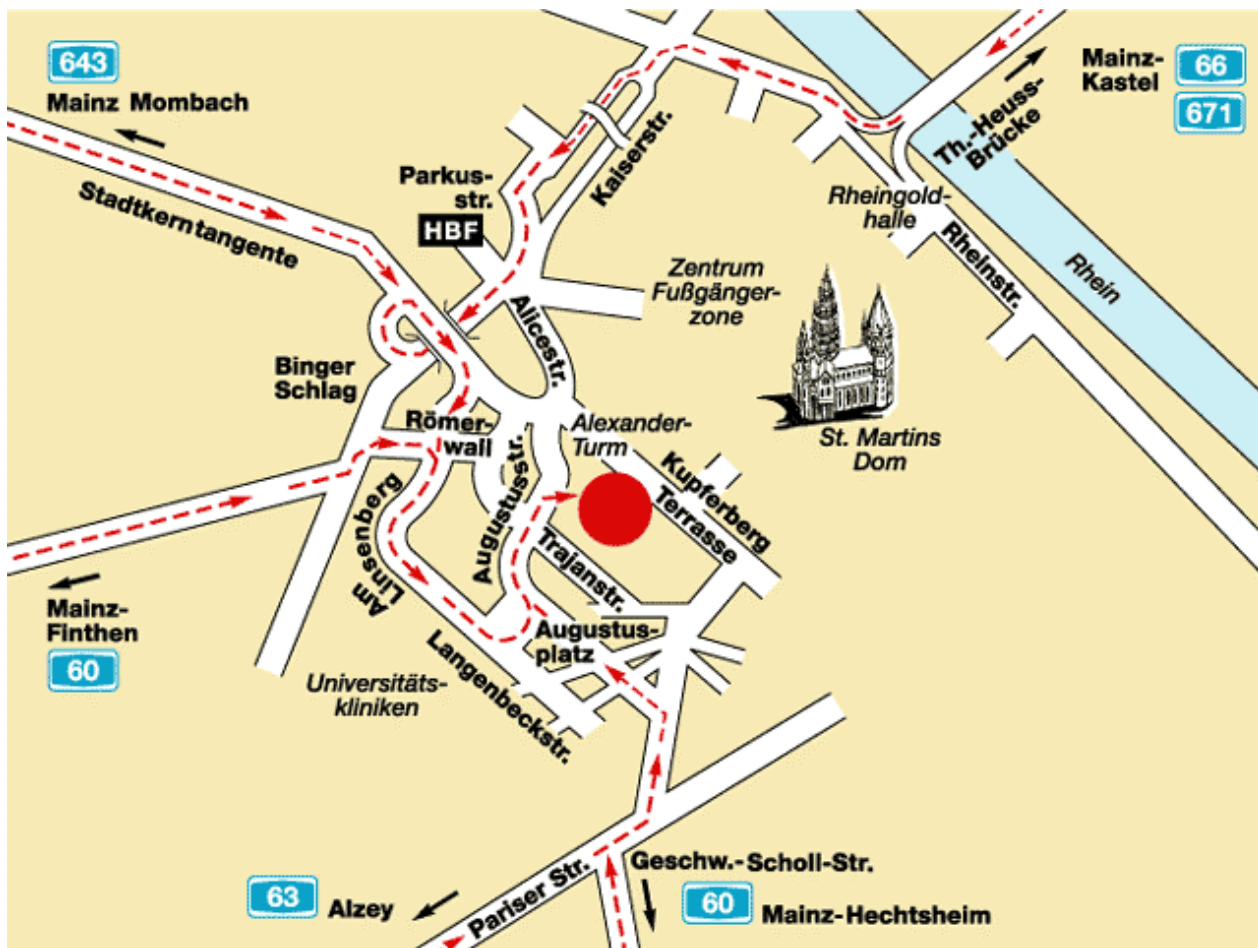 643
Mainz Mombach
Mainz-
Kastel
66
671
Th.-Heuss-
Brücke
Kaiserstr.
Parkus-
str.
HBF
Stadtkerntangente
Rheingold-
halle
Rheinstr.
Rhein
Zentrum
Fußgänger-
zone
Alicestr.
Binger
Schlag
Römer-
wall
Alexander-
Turm
St. Martins
Dom
Augustusstr.
Kupferberg
Terrasse
Am
Linsenberg
Trajanstr.
Mainz-
Finthen
60
Augustus-
platz
Langenbeckstr.
Universitäts-
kliniken
Geschw.-Scholl-Str.
63
Alzey
Pariser Str.
60
Mainz-Hechtsheim